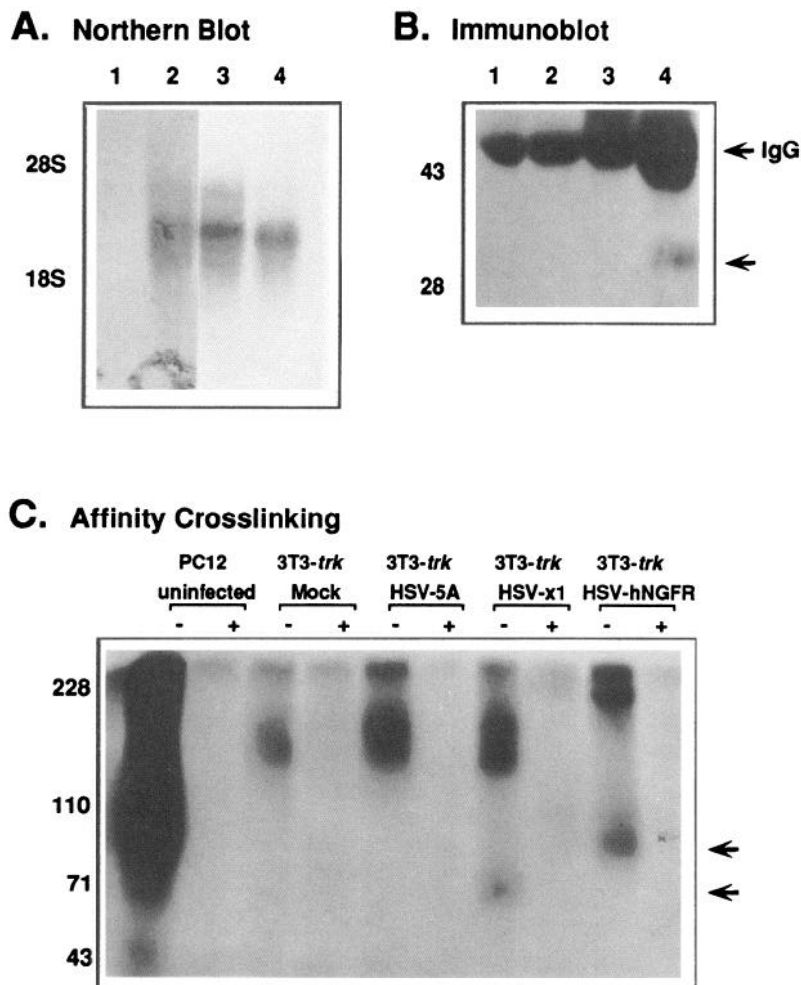 A. Northern Blot
1 2 3 4
28S
18S
B. Immunoblot
1 2 3 4
43
IgG
28
C. Affinity Crosslinking
PC12 3T3-trk 3T3-trk 3T3-trk 3T3-trk
uninfected Mock HSV-5A HSV-x1 HSV-hNGFR
- + - + - + - + - +
228
110
71
43